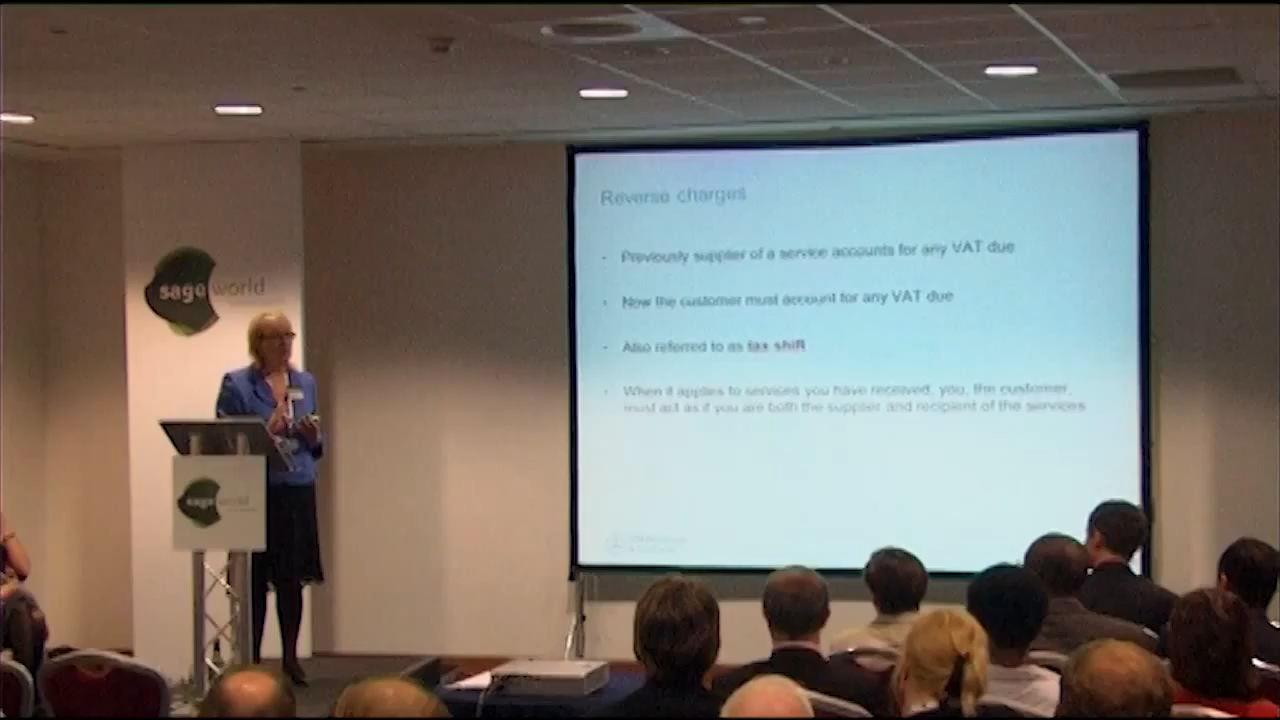 Reverse charges
- Previously supplier of a service accounts for any VAT due
- Now the customer must account for any VAT due
- Also referred to as tax shift
- When it applies to services you have received, you, the customer,
must act as if you are both the supplier and recipient of the services
sage world
sage world